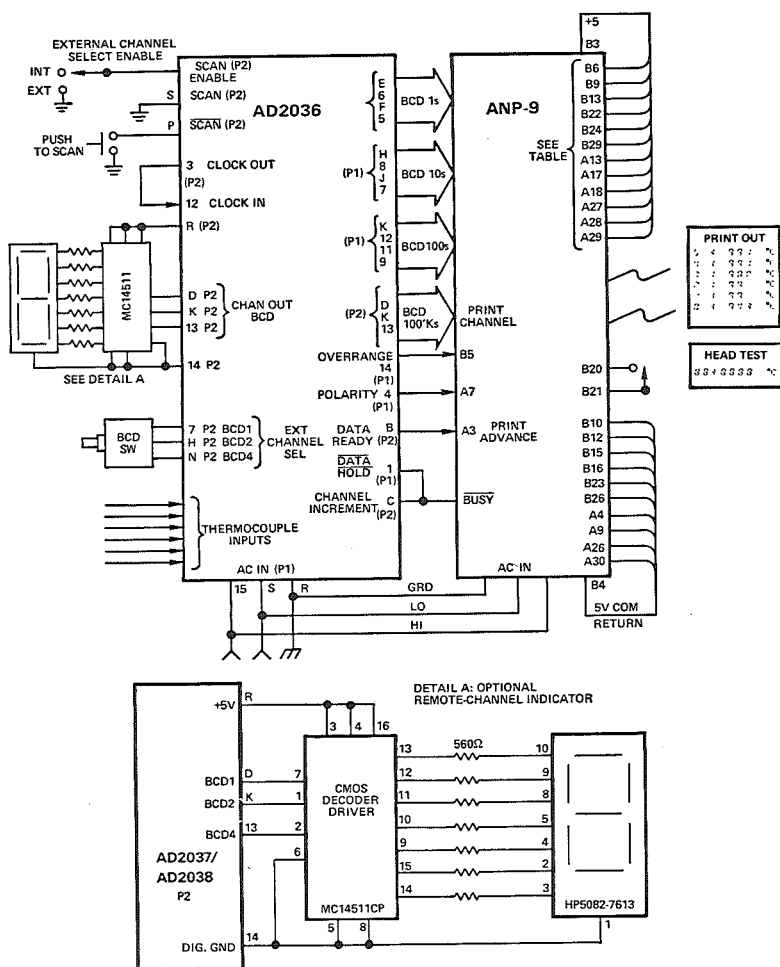 EXTERNAL CHANNEL
SELECT ENABLE
INT
EXT
SCAN (P2)
ENABLE
S
SCAN (P2)
P
SCAN (P2)
PUSH
TO SCAN
3
CLOCK OUT
(P2)
12
CLOCK IN
R (P2)
MC14511
D P2
K P2
13 P2
CHAN OUT
BCD
14 P2
SEE DETAIL A
BCD
SW
7 P2 BCD1
H P2 BCD2
N P2 BCD4
EXT
CHANNEL
SEL
THERMOCOUPLE
INPUTS
AC IN (P1)
15
S
R
AD2036
E
6
F
5
BCD 1s
(P1)
H
8
J
7
BCD 10s
(P1)
K
12
11
9
BCD100s
(P2)
D
K
13
BCD
100'Ks
OVERRANGE
14
(P1)
POLARITY 4
(P1)
DATA
READY
B
(P2)
DATA
HOLD
1
(P1)
CHANNEL
INCREMENT
C
(P2)
GRD
LO
HI
ANP-9
PRINT
CHANNEL
B5
A7
A3
PRINT
ADVANCE
BUSY
AC IN
+5
B3
B6
B9
B13
B22
B24
B29
A13
A17
A18
A27
A28
A29
SEE
TABLE
B20
B21
B10
B12
B15
B16
B23
B26
A4
A9
A26
A30
B4
5V COM
RETURN
PRINT OUT
HEAD TEST
DETAIL A: OPTIONAL
REMOTE-CHANNEL INDICATOR
+5V
R
BCD1
D
BCD2
K
BCD4
13
AD2037/
AD2038
P2
DIG. GND
14
3
4
16
7
1
2
6
CMOS
DECODER
DRIVER
MC14511CP
5
8
13
12
11
10
9
15
14
560Ω
10
9
8
5
4
2
3
HP5082-7613
1